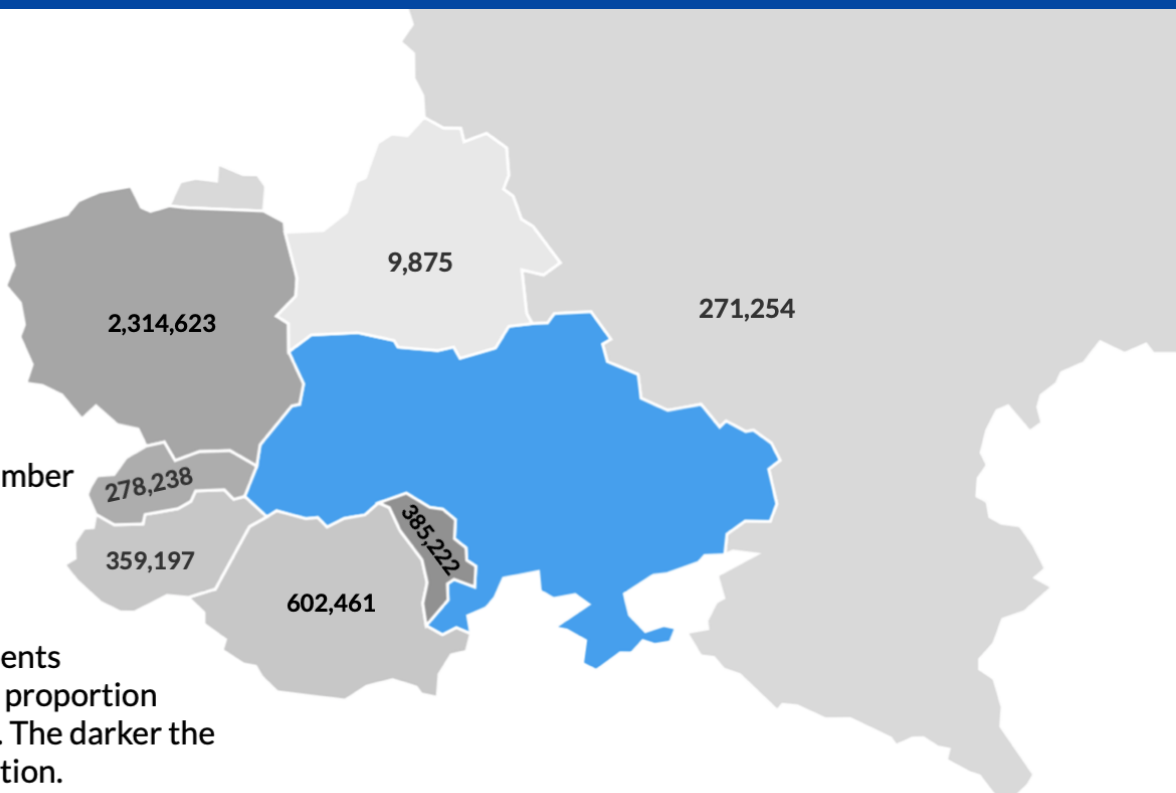 9,875
271,254
2,314,623
mber
278,238
385,222
359,197
602,461
ents
proportion
. The darker the
tion.